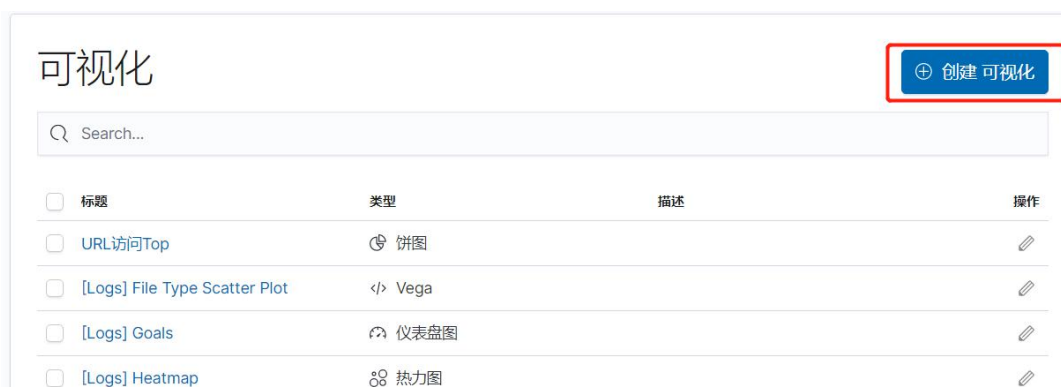 可视化
创建 可视化
Search...
标题 类型 描述 操作
URL访问Top 饼图
[Logs] File Type Scatter Plot </> Vega
[Logs] Goals 仪表盘图
[Logs] Heatmap 热力图